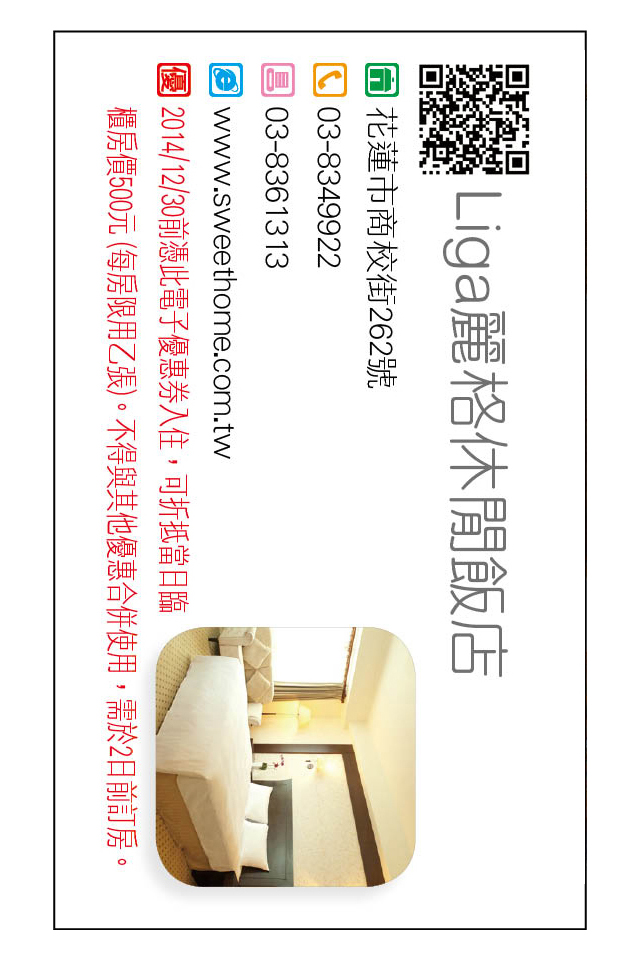 Liga麗格休閒飯店
花蓮市商校街262號
03-8349922
03-8361313
www.sweethome.com.tw
優 2014/12/30前憑此電子優惠券入住，可折抵當日臨
櫃房價500元 (每房限用乙張)。不得與其他優惠合併使用，需於2日前訂房。